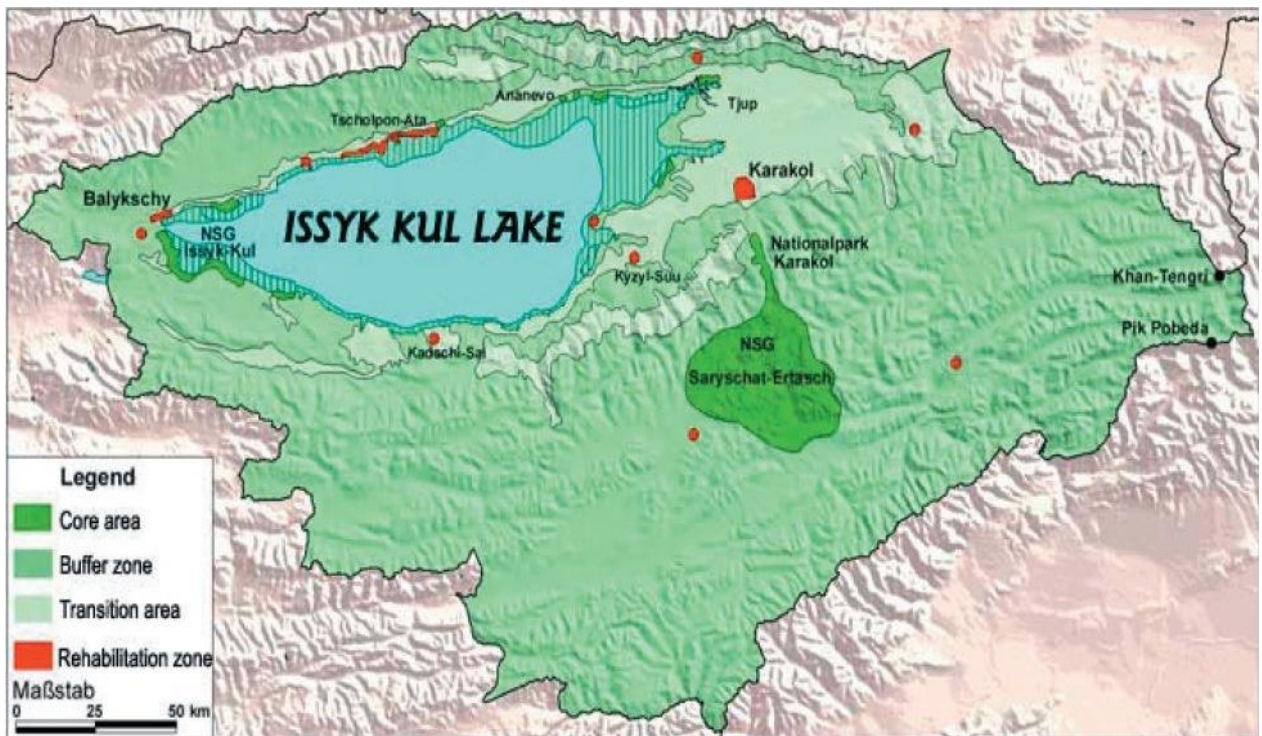 Ananevo
Tjup
Tscholpon-Ata
Karakol
Balykschy
ISSYK KUL LAKE
NSG
Issyk-Kul
Nationalpark
Karakol
Kyzyl-Suu
Khan-Tengri
Pik Pobeda
NSG
Kadschi-Sai
Saryschat-Ertasch
Legend
Core area
Buffer zone
Transition area
Rehabilitation zone
Maßstab
0 25 50 km